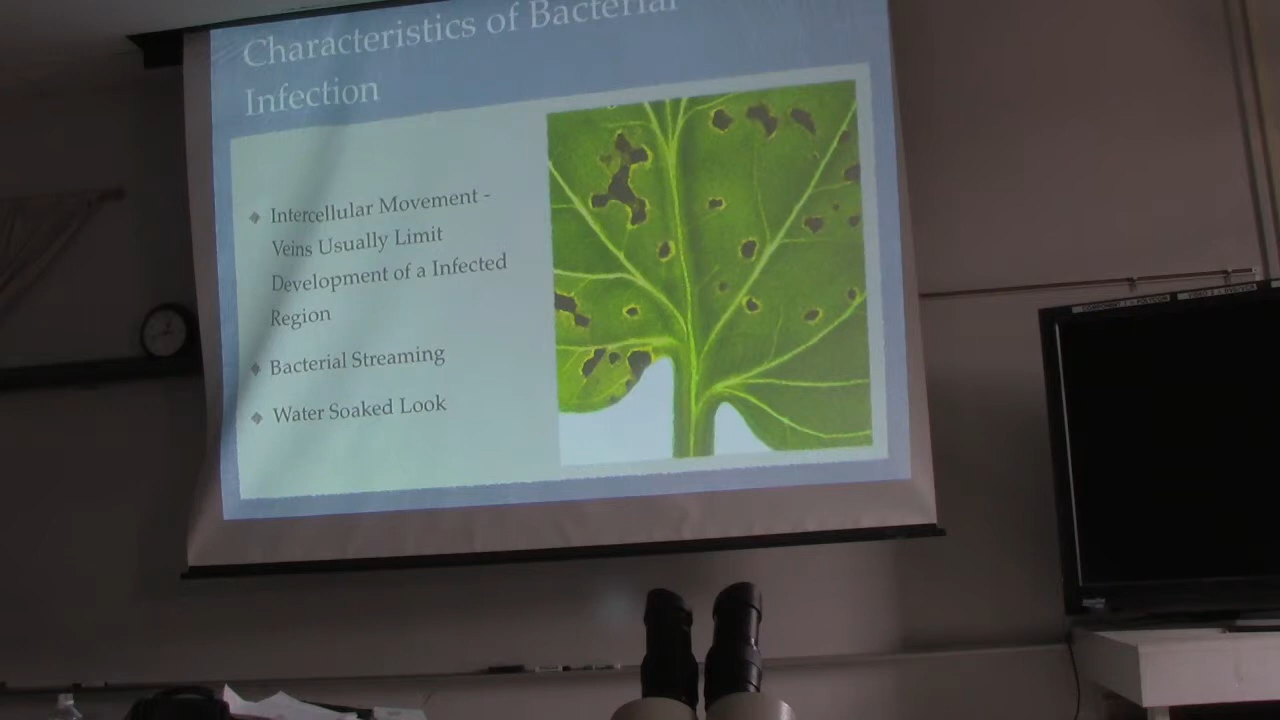 Characteristics of Bacterial
Infection
Intercellular Movement -
Veins Usually Limit
Development of a Infected
Region
Bacterial Streaming
Water Soaked Look